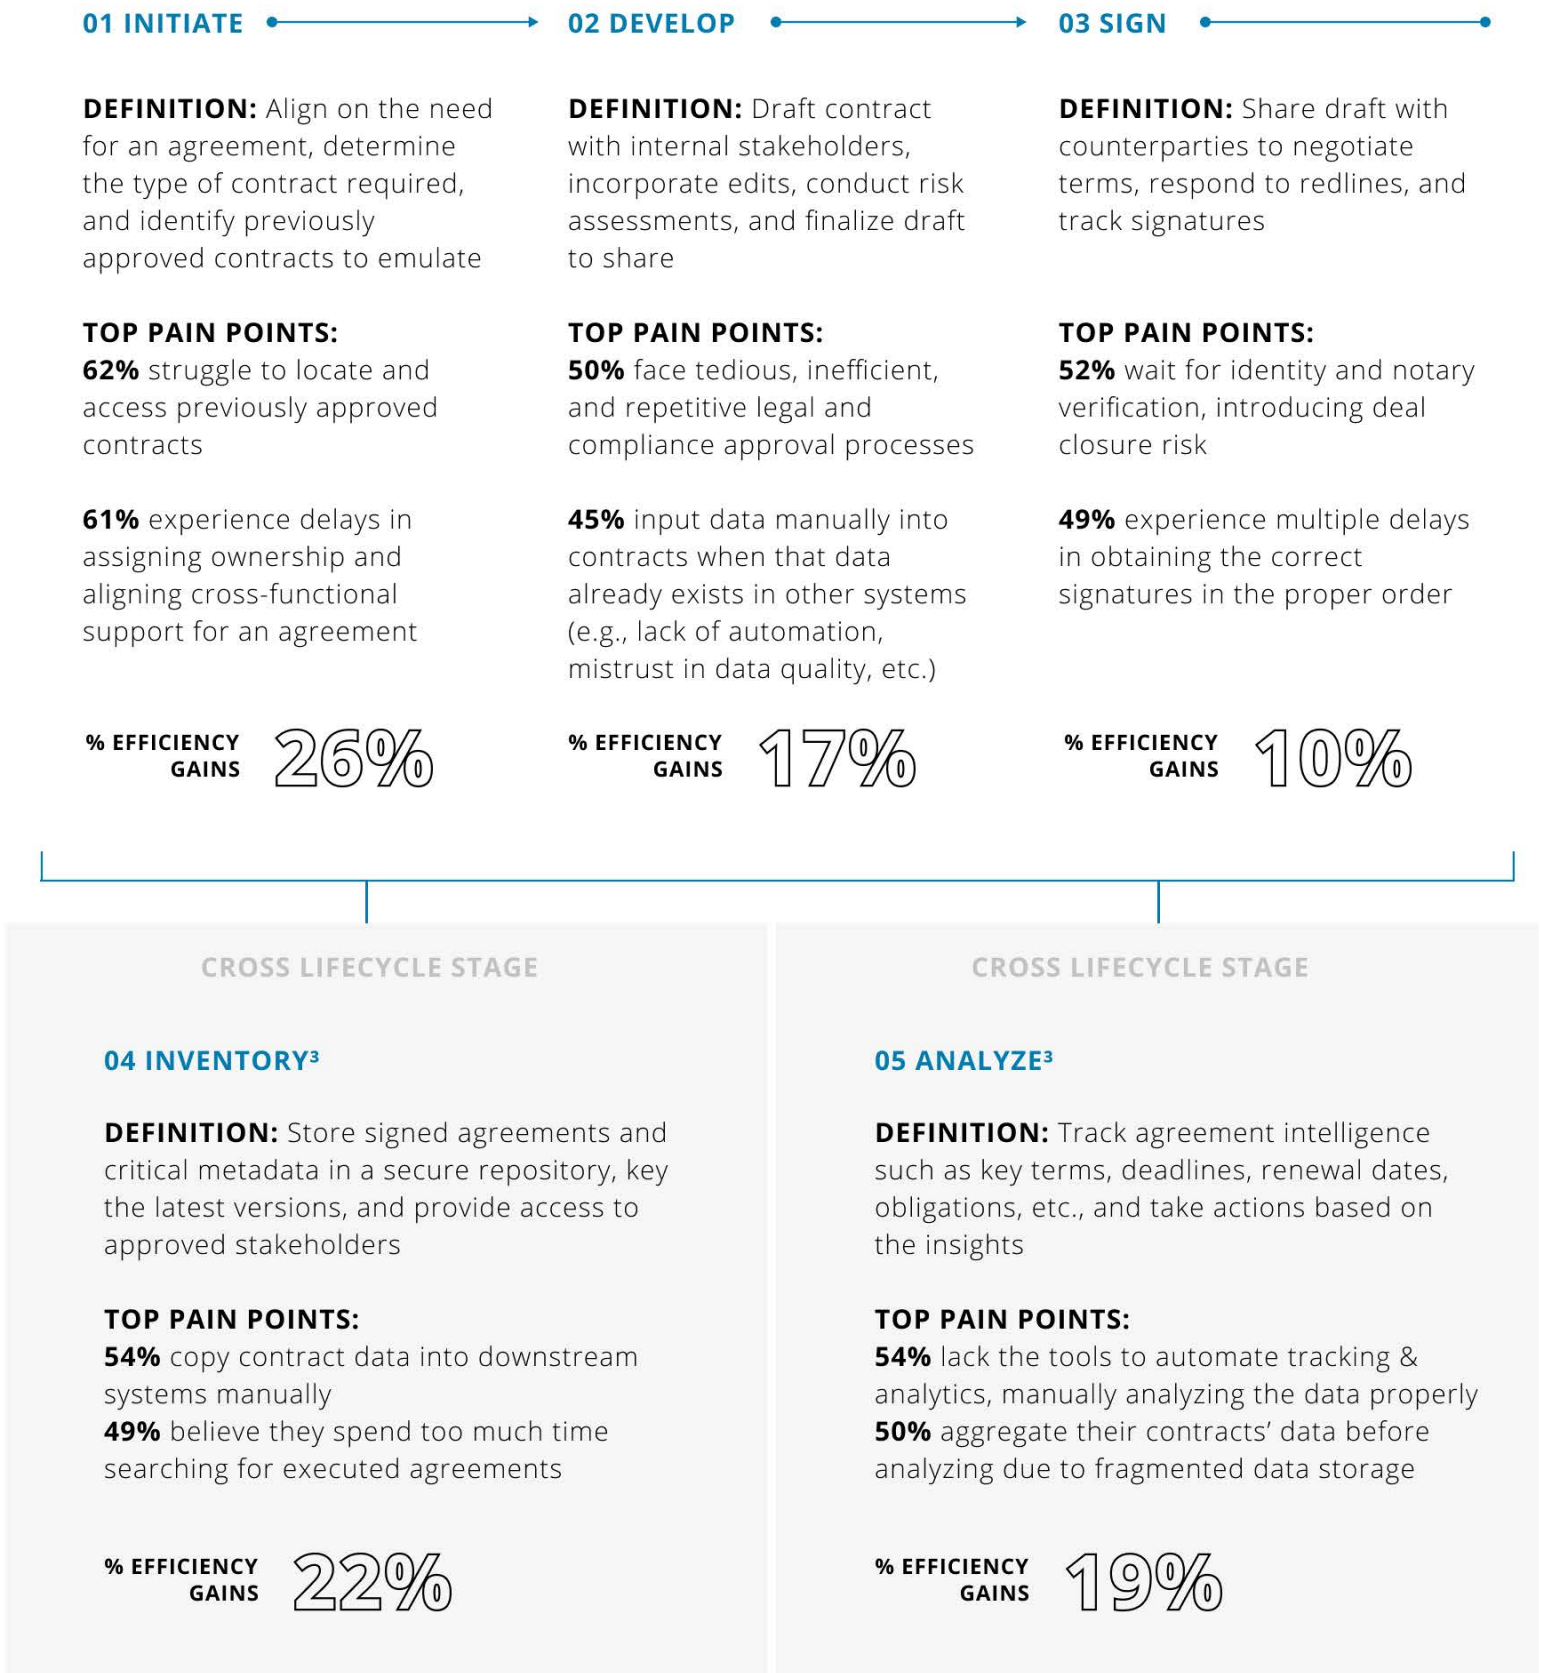 01 INITIATE
DEFINITION: Align on the need
for an agreement, determine
the type of contract required,
and identify previously
approved contracts to emulate
TOP PAIN POINTS:
62% struggle to locate and
access previously approved
contracts
61% experience delays in
assigning ownership and
aligning cross-functional
support for an agreement
% EFFICIENCY
GAINS
26%
02 DEVELOP
DEFINITION: Draft contract
with internal stakeholders,
incorporate edits, conduct risk
assessments, and finalize draft
to share
TOP PAIN POINTS:
50% face tedious, inefficient,
and repetitive legal and
compliance approval processes
45% input data manually into
contracts when that data
already exists in other systems
(e.g., lack of automation,
mistrust in data quality, etc.)
% EFFICIENCY
GAINS
17%
03 SIGN
DEFINITION: Share draft with
counterparties to negotiate
terms, respond to redlines, and
track signatures
TOP PAIN POINTS:
52% wait for identity and notary
verification, introducing deal
closure risk
49% experience multiple delays
in obtaining the correct
signatures in the proper order
% EFFICIENCY
GAINS
10%
CROSS LIFECYCLE STAGE
04 INVENTORY³
DEFINITION: Store signed agreements and
critical metadata in a secure repository, key
the latest versions, and provide access to
approved stakeholders
TOP PAIN POINTS:
54% copy contract data into downstream
systems manually
49% believe they spend too much time
searching for executed agreements
% EFFICIENCY
GAINS
22%
CROSS LIFECYCLE STAGE
05 ANALYZE³
DEFINITION: Track agreement intelligence
such as key terms, deadlines, renewal dates,
obligations, etc., and take actions based on
the insights
TOP PAIN POINTS:
54% lack the tools to automate tracking &
analytics, manually analyzing the data properly
50% aggregate their contracts’ data before
analyzing due to fragmented data storage
% EFFICIENCY
GAINS
19%